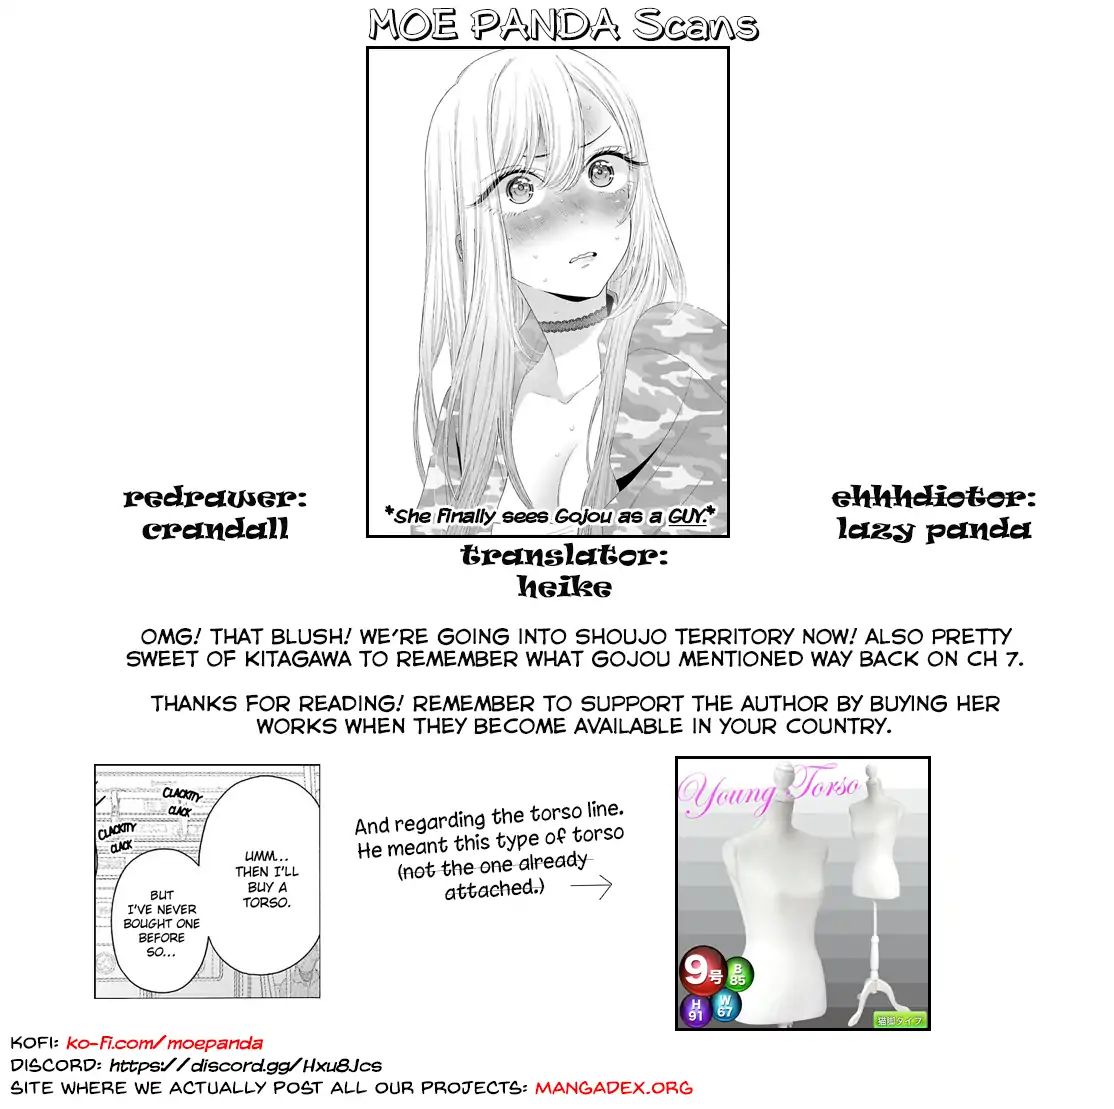 MOE PANDA Scans
*She finally sees Gojou as a GUY.*
redrawer:
crandall
ehhhdiotor:
lazy panda
translator:
heike
OMG! THAT BLUSH! WE'RE GOING INTO SHOUJO TERRITORY NOW! ALSO PRETTY
SWEET OF KITAGAWA TO REMEMBER WHAT GOJOU MENTIONED WAY BACK ON CH 7.
THANKS FOR READING! REMEMBER TO SUPPORT THE AUTHOR BY BUYING HER
WORKS WHEN THEY BECOME AVAILABLE IN YOUR COUNTRY.
CLACKITY
CLACK
CLACKITY
CLACK
UMM...
THEN I'LL
BUY A
TORSO.
BUT
I'VE NEVER
BOUGHT ONE
BEFORE
SO...
And regarding the torso line.
He meant this type of torso
(not the one already
attached.)
Young Torso
9号
B
85
H
91
W
67
猫脚タイプ
KOFI: ko-fi.com/moepanda
DISCORD: https://discord.gg/Hxu8Jcs
SITE WHERE WE ACTUALLY POST ALL OUR PROJECTS: MANGADEX.ORG